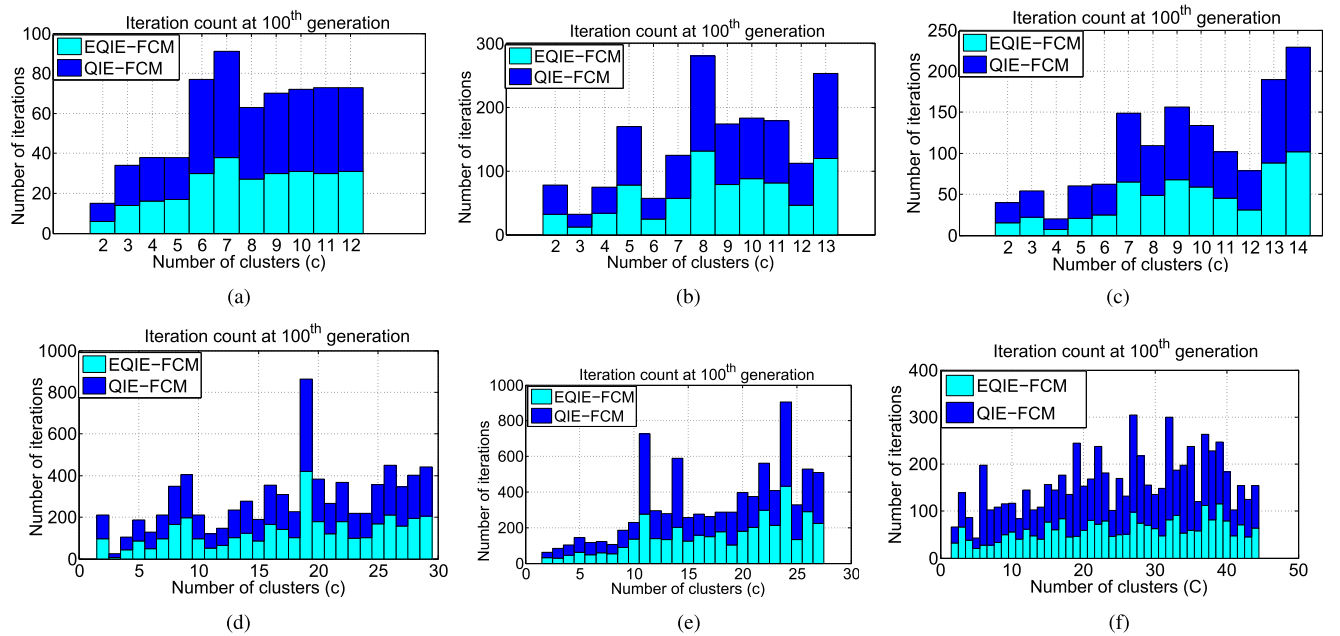 Iteration count at 100th generation
100
80
60
40
20
0
Number of iterations
EQIE-FCM
QIE-FCM
2 3 4 5 6 7 8 9 10 11 12
Number of clusters (c)
(a)
Iteration count at 100th generation
300
200
100
0
Number of iterations
EQIE-FCM
QIE-FCM
2 3 4 5 6 7 8 9 10 11 12 13
Number of clusters (c)
(b)
Iteration count at 100th generation
250
200
150
100
50
0
Number of iterations
EQIE-FCM
QIE-FCM
2 3 4 5 6 7 8 9 10 11 12 13 14
Number of clusters (c)
(c)
Iteration count at 100th generation
1000
800
600
400
200
0
Number of iterations
EQIE-FCM
QIE-FCM
0 5 10 15 20 25 30
Number of clusters (c)
(d)
Iteration count at 100th generation
1000
800
600
400
200
0
Number of iterations
EQIE-FCM
QIE-FCM
0 5 10 15 20 25 30
Number of clusters (c)
(e)
Iteration count at 100th generation
400
300
200
100
0
Number of iterations
EQIE-FCM
QIE-FCM
0 10 20 30 40 50
Number of clusters (C)
(f)